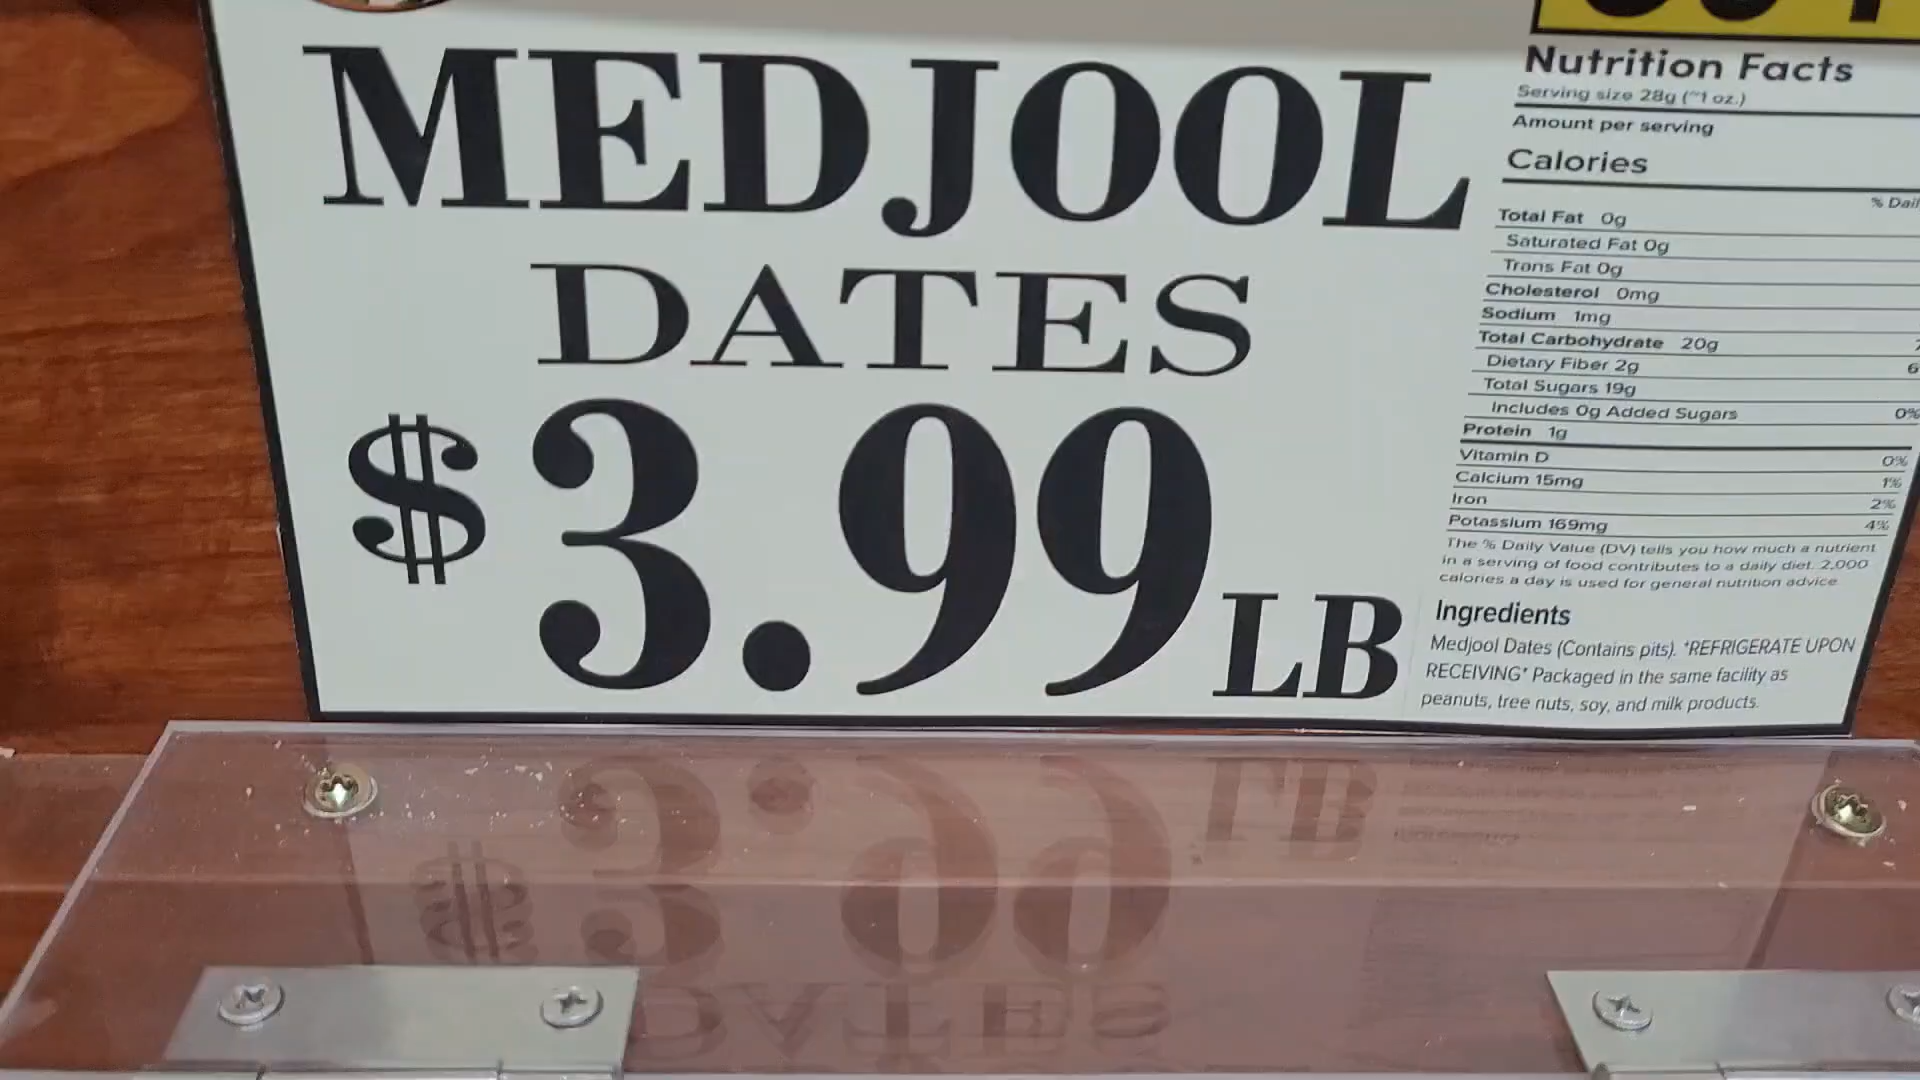 MEDJOOL
DATES
$3.99 LB
Nutrition Facts
Serving size 28g (~1 oz.)
Amount per serving
Calories
% Dail
Total Fat 0g
Saturated Fat 0g
Trans Fat 0g
Cholesterol 0mg
Sodium 1mg
Total Carbohydrate 20g 7
Dietary Fiber 2g 6
Total Sugars 19g
Includes 0g Added Sugars 0%
Protein 1g
Vitamin D 0%
Calcium 15mg 1%
Iron 2%
Potassium 169mg 4%
The % Daily Value (DV) tells you how much a nutrient
in a serving of food contributes to a daily diet. 2,000
calories a day is used for general nutrition advice
Ingredients
Medjool Dates (Contains pits). *REFRIGERATE UPON
RECEIVING* Packaged in the same facility as
peanuts, tree nuts, soy, and milk products.